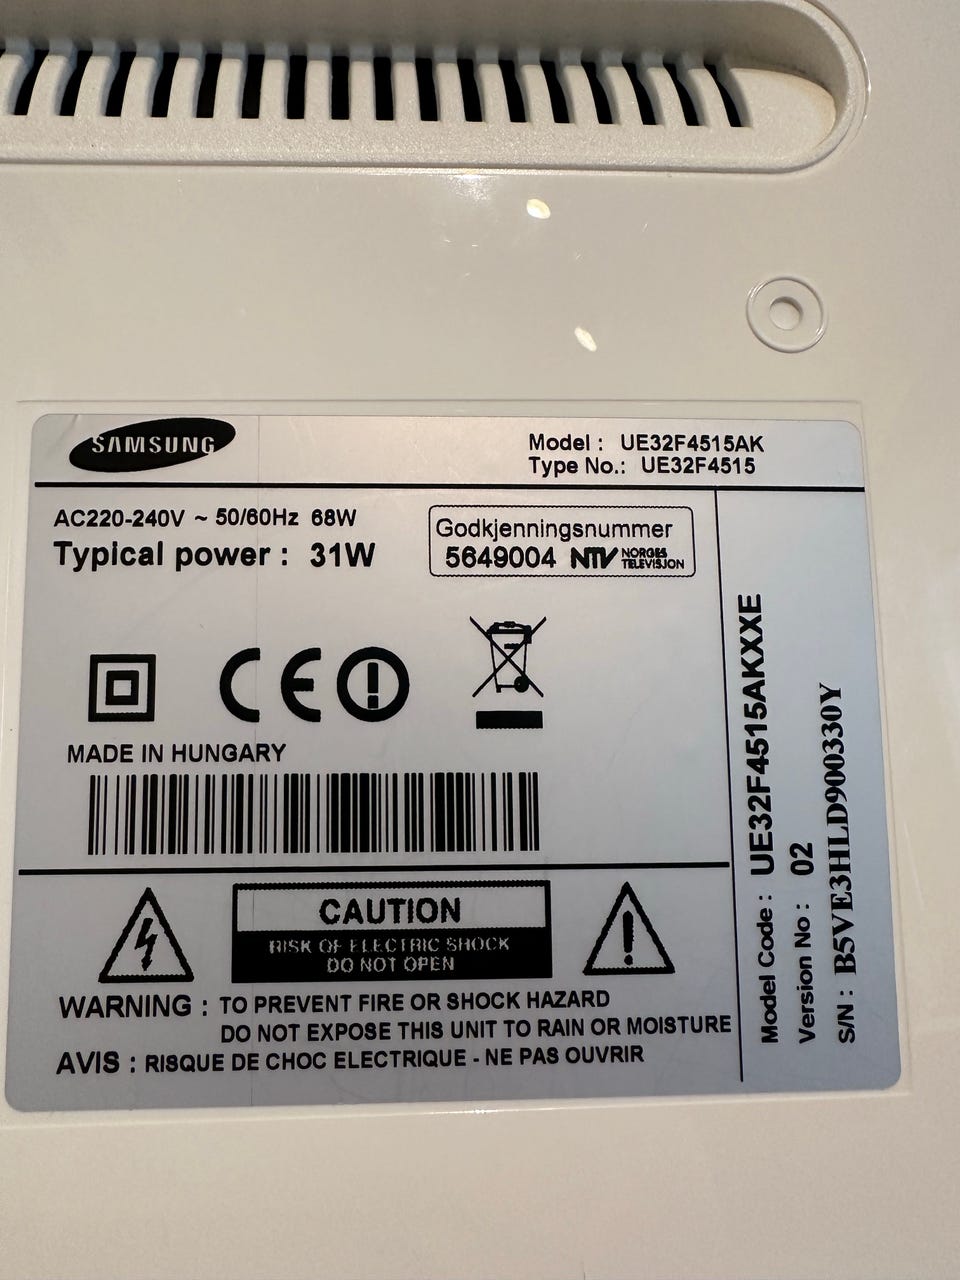 SAMSUNG
Model : UE32F4515AK
Type No.: UE32F4515
AC220-240V ~ 50/60Hz 68W
Typical power : 31W
Godkjenningsnummer
5649004 NTV NORGES TELEVISJON
CE
MADE IN HUNGARY
CAUTION
RISK OF ELECTRIC SHOCK
DO NOT OPEN
WARNING : TO PREVENT FIRE OR SHOCK HAZARD
DO NOT EXPOSE THIS UNIT TO RAIN OR MOISTURE
AVIS : RISQUE DE CHOC ELECTRIQUE - NE PAS OUVRIR
Model Code : UE32F4515AKXXE
Version No : 02
S/N : B5VE3HLD900330Y